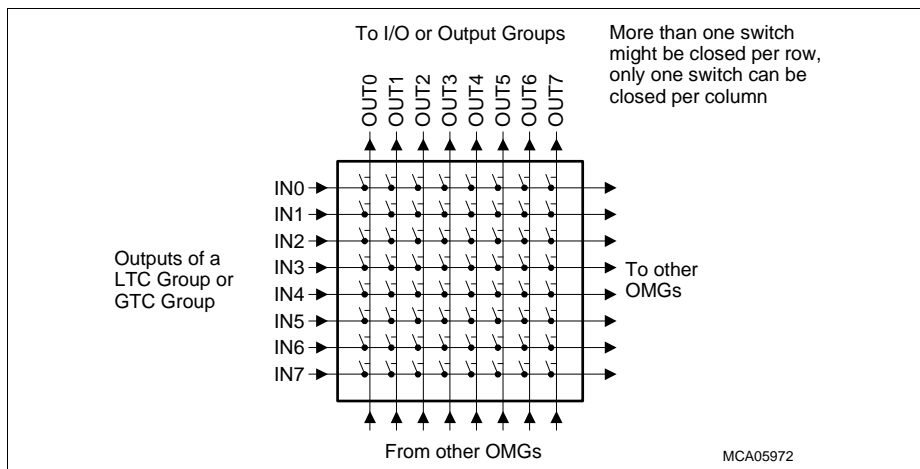 To I/O or Output Groups
More than one switch
might be closed per row,
only one switch can be
closed per column
OUT0
OUT1
OUT2
OUT3
OUT4
OUT5
OUT6
OUT7
IN0
IN1
IN2
IN3
IN4
IN5
IN6
IN7
Outputs of a
LTC Group or
GTC Group
To other
OMGs
From other OMGs
MCA05972